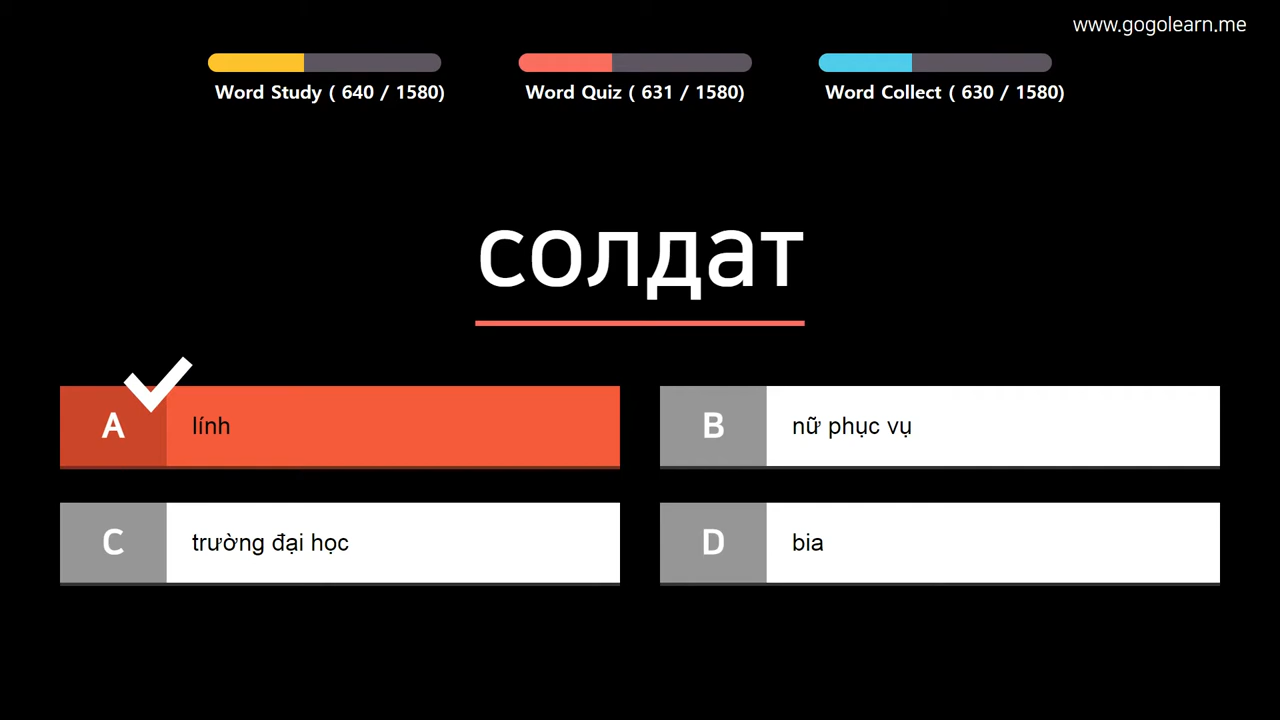 www.gogolearn.me
Word Study ( 640 / 1580)
Word Quiz ( 631 / 1580)
Word Collect ( 630 / 1580)
солдат
A lính
B nữ phục vụ
C trường đại học
D bia